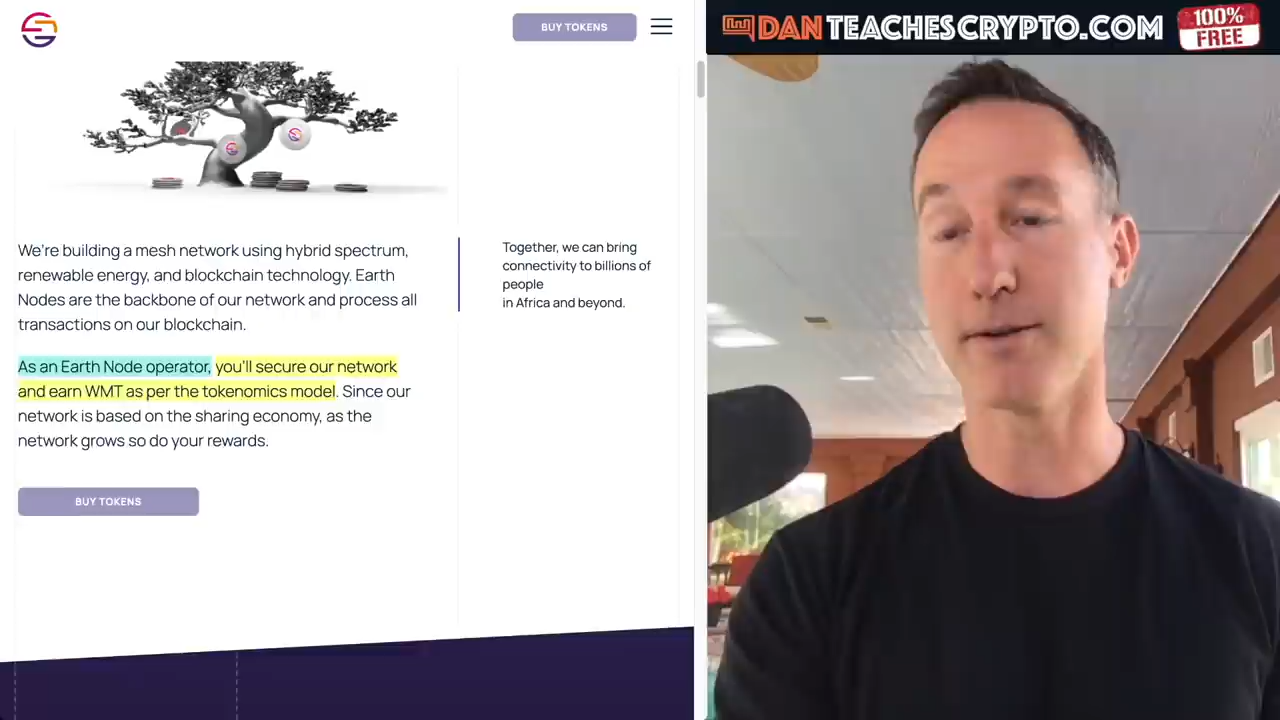 BUY TOKENS
DANTEACHESCRYPTO.COM
100%
FREE
We're building a mesh network using hybrid spectrum,
renewable energy, and blockchain technology. Earth
Nodes are the backbone of our network and process all
transactions on our blockchain.
As an Earth Node operator, you'll secure our network
and earn WMT as per the tokenomics model. Since our
network is based on the sharing economy, as the
network grows so do your rewards.
BUY TOKENS
Together, we can bring
connectivity to billions of
people
in Africa and beyond.